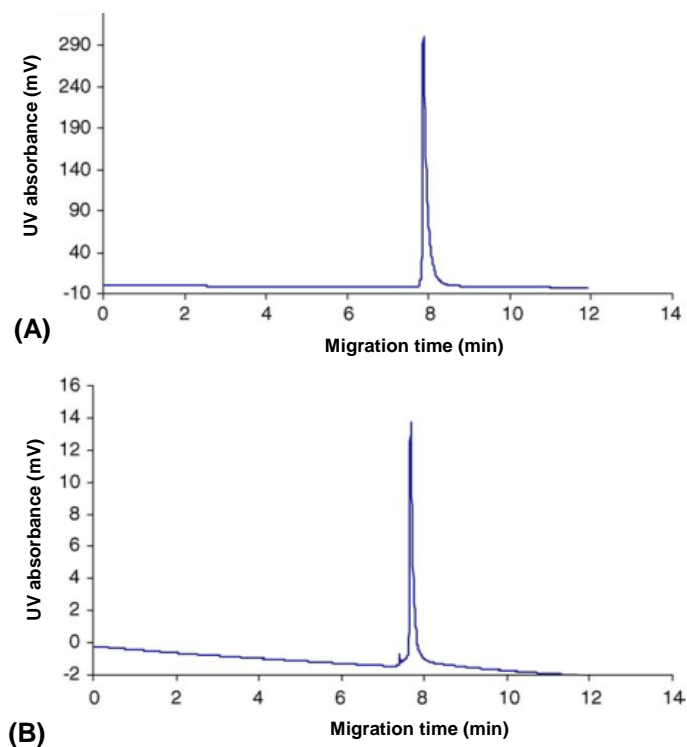 UV absorbance (mV)
290
240
190
140
90
40
-10
0 2 4 6 8 10 12 14
(A)
Migration time (min)
UV absorbance (mV)
16
14
12
10
8
6
4
2
0
-2
0 2 4 6 8 10 12 14
(B)
Migration time (min)